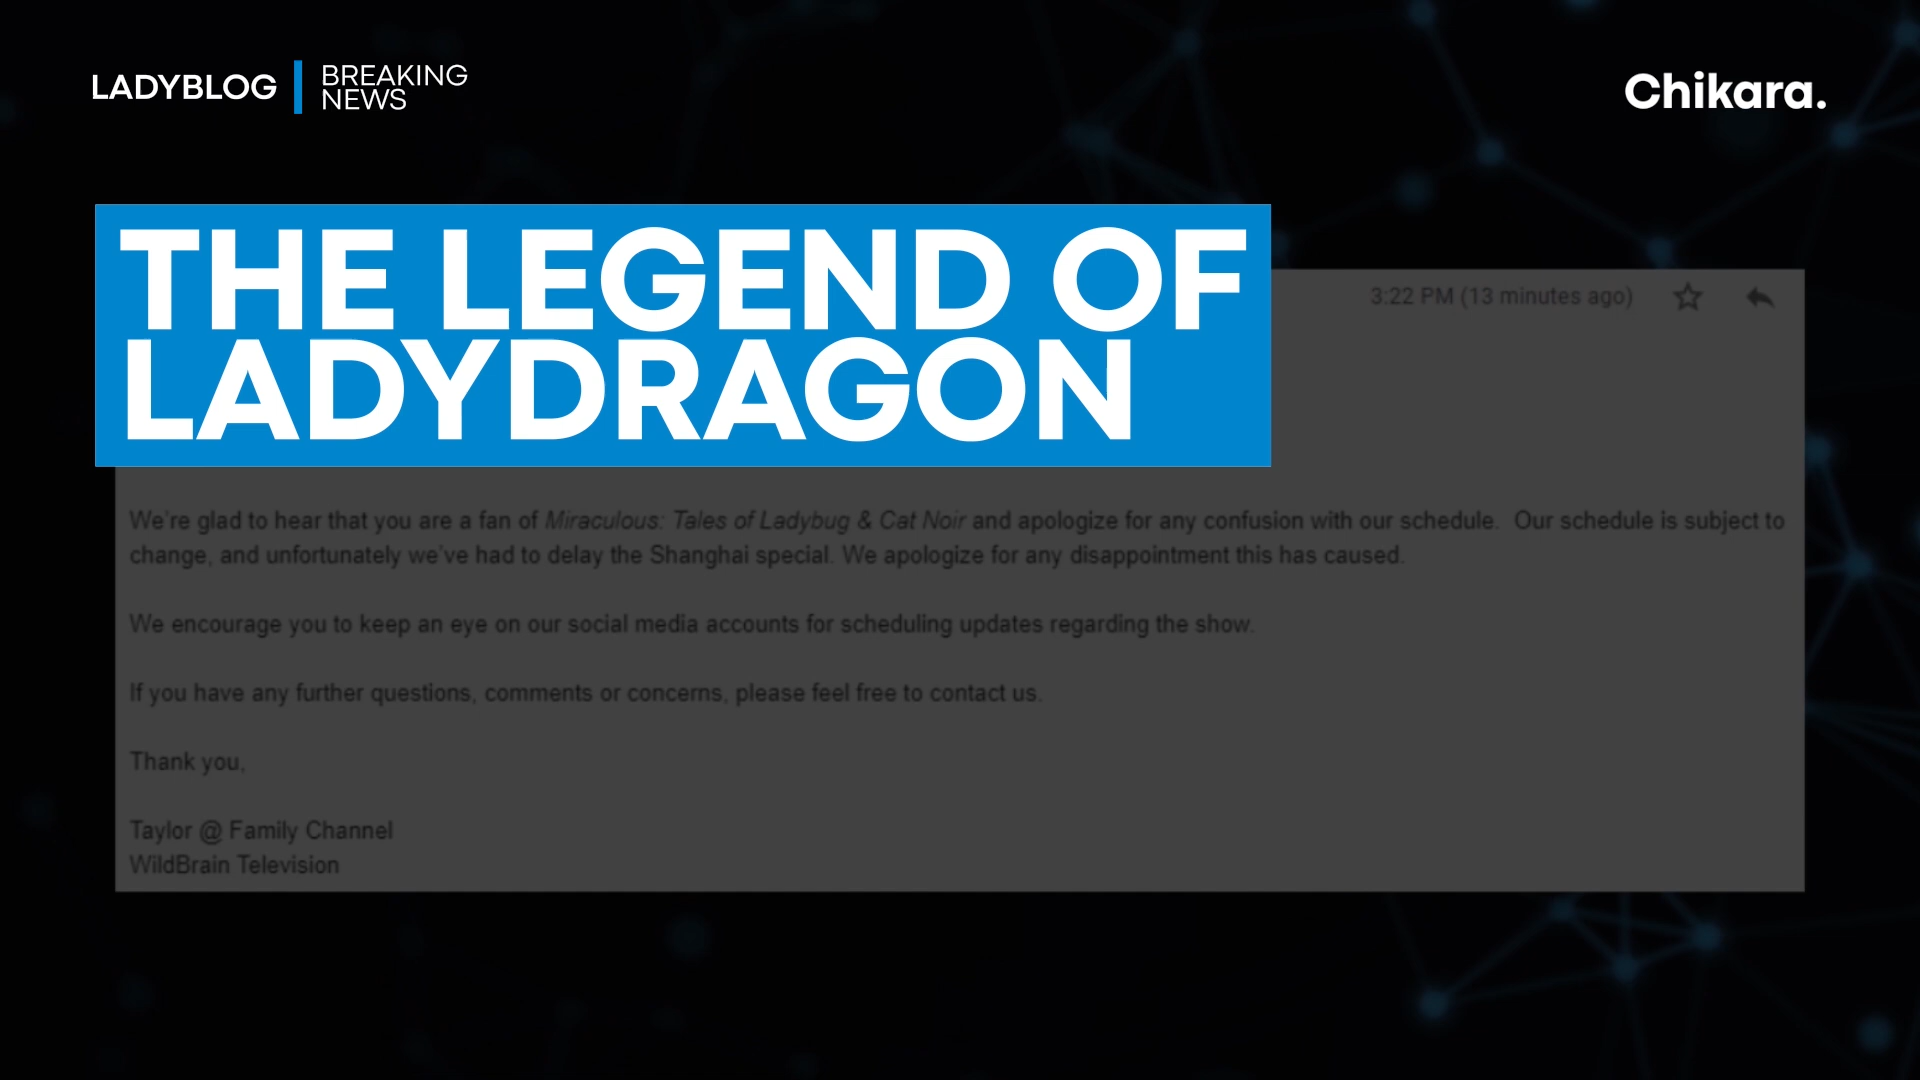 LADYBLOG
BREAKING
NEWS
Chikara.
THE LEGEND OF
LADYDRAGON
3:22 PM (13 minutes ago)
We're glad to hear that you are a fan of Miraculous: Tales of Ladybug & Cat Noir and apologize for any confusion with our schedule.  Our schedule is subject to
change, and unfortunately we've had to delay the Shanghai special. We apologize for any disappointment this has caused.
We encourage you to keep an eye on our social media accounts for scheduling updates regarding the show.
If you have any further questions, comments or concerns, please feel free to contact us.
Thank you,
Taylor @ Family Channel
WildBrain Television